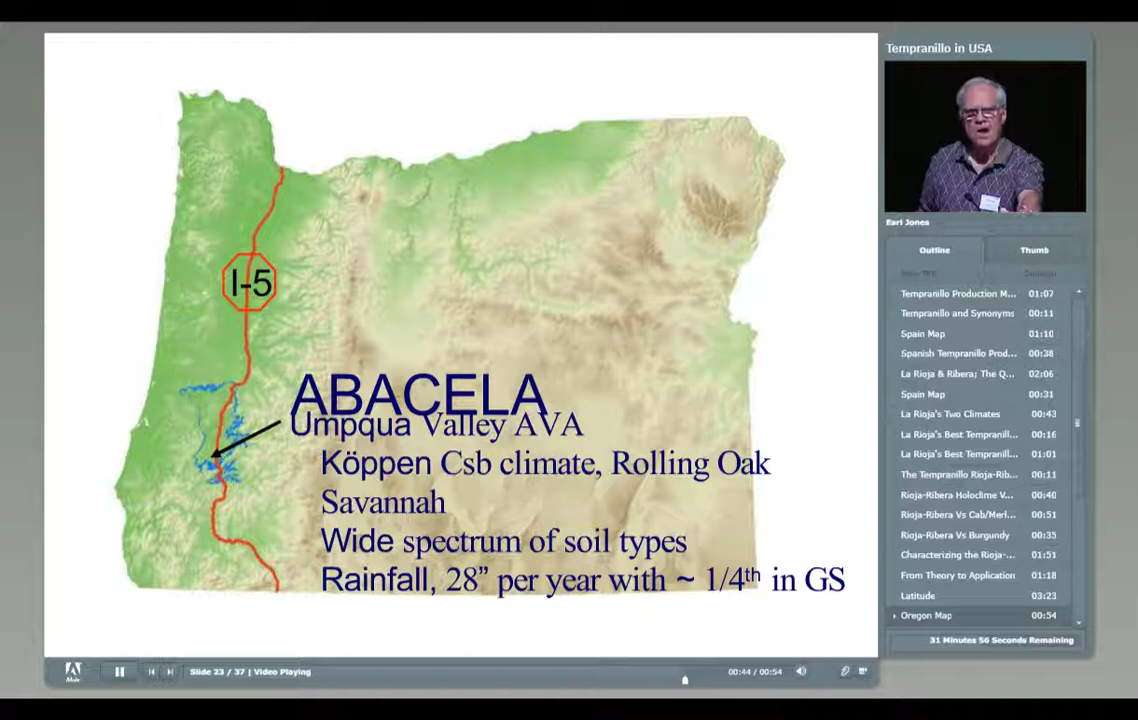 Tempranillo in USA
I-5
ABACELA
Umpqua Valley AVA
Köppen Csb climate, Rolling Oak
Savannah
Wide spectrum of soil types
Rainfall, 28” per year with ~ 1/4th in GS
Earl Jones
Outline Thumb
Tempranillo Production M... 01:07
Tempranillo and Synonyms 00:11
Spain Map 01:10
Spanish Tempranillo Prod... 00:38
La Rioja & Ribera; The Q... 02:06
Spain Map 00:31
La Rioja's Two Climates 00:43
La Rioja's Best Tempranill... 00:16
La Rioja's Best Tempranill... 01:01
The Tempranillo Rioja-Rib... 00:11
Rioja-Ribera Holoclime V... 00:40
Rioja-Ribera Vs Cab/Merl... 00:51
Rioja-Ribera Vs Burgundy 00:35
Characterizing the Rioja-... 01:51
From Theory to Application 01:18
Latitude 03:23
Oregon Map 00:54
31 Minutes 56 Seconds Remaining
Adobe
Slide 23 / 37 | Video Playing
00:44 / 00:54